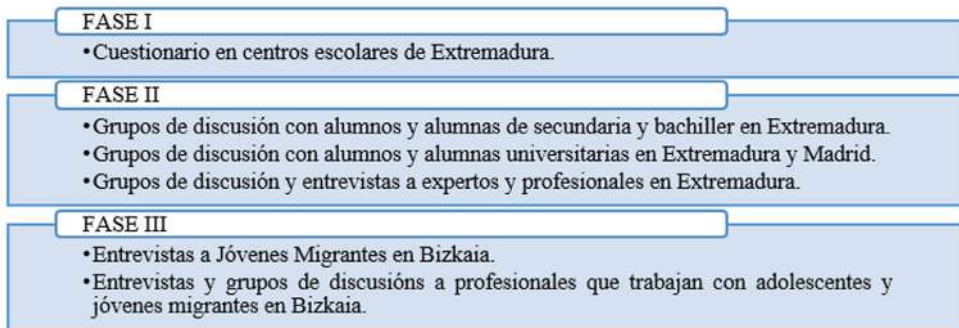 FASE I
•Cuestionario en centros escolares de Extremadura.
FASE II
•Grupos de discusión con alumnos y alumnas de secundaria y bachiller en Extremadura.
•Grupos de discusión con alumnos y alumnas universitarias en Extremadura y Madrid.
•Grupos de discusión y entrevistas a expertos y profesionales en Extremadura.
FASE III
•Entrevistas a Jóvenes Migrantes en Bizkaia.
•Entrevistas y grupos de discusións a profesionales que trabajan con adolescentes y
jóvenes migrantes en Bizkaia.